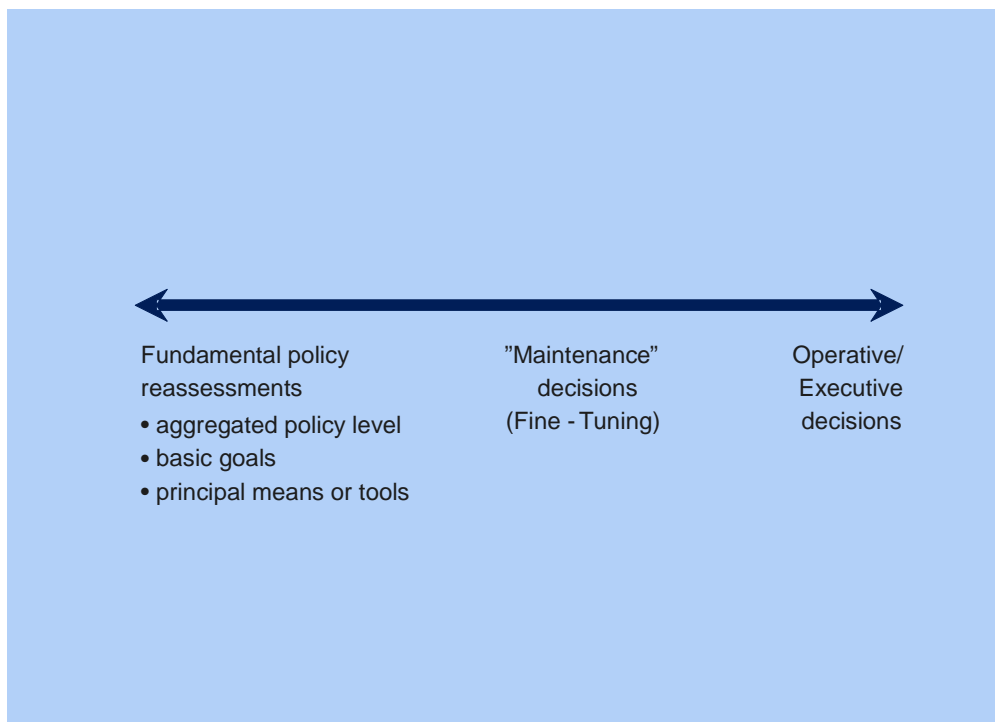 Fundamental policy
reassessments
• aggregated policy level
• basic goals
• principal means or tools
”Maintenance”
decisions
(Fine - Tuning)
Operative/
Executive
decisions